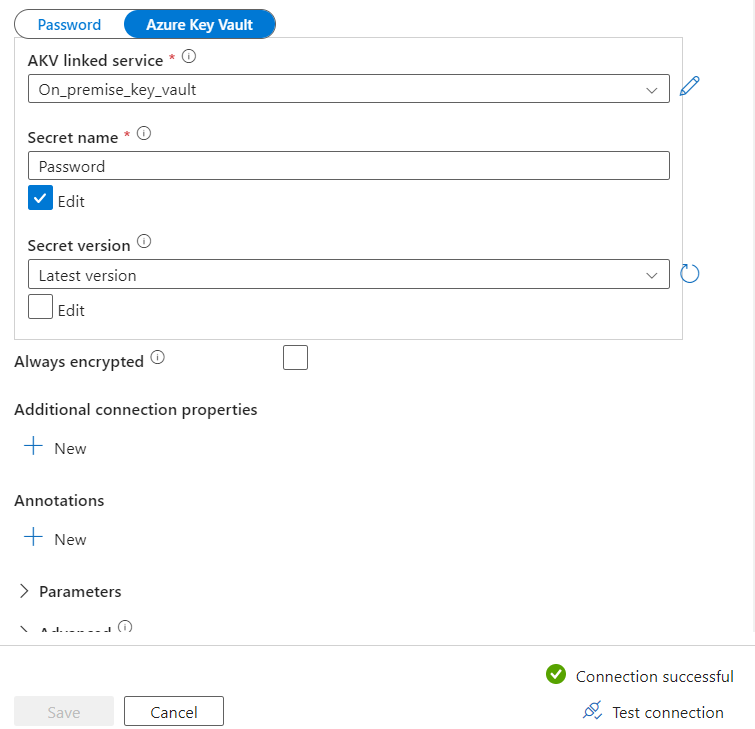 Password Azure Key Vault
AKV linked service *
On_premise_key_vault
Secret name *
Password
Edit
Secret version
Latest version
Edit
Always encrypted
Additional connection properties
New
Annotations
New
Parameters
Advanced
Connection successful
Save Cancel Test connection